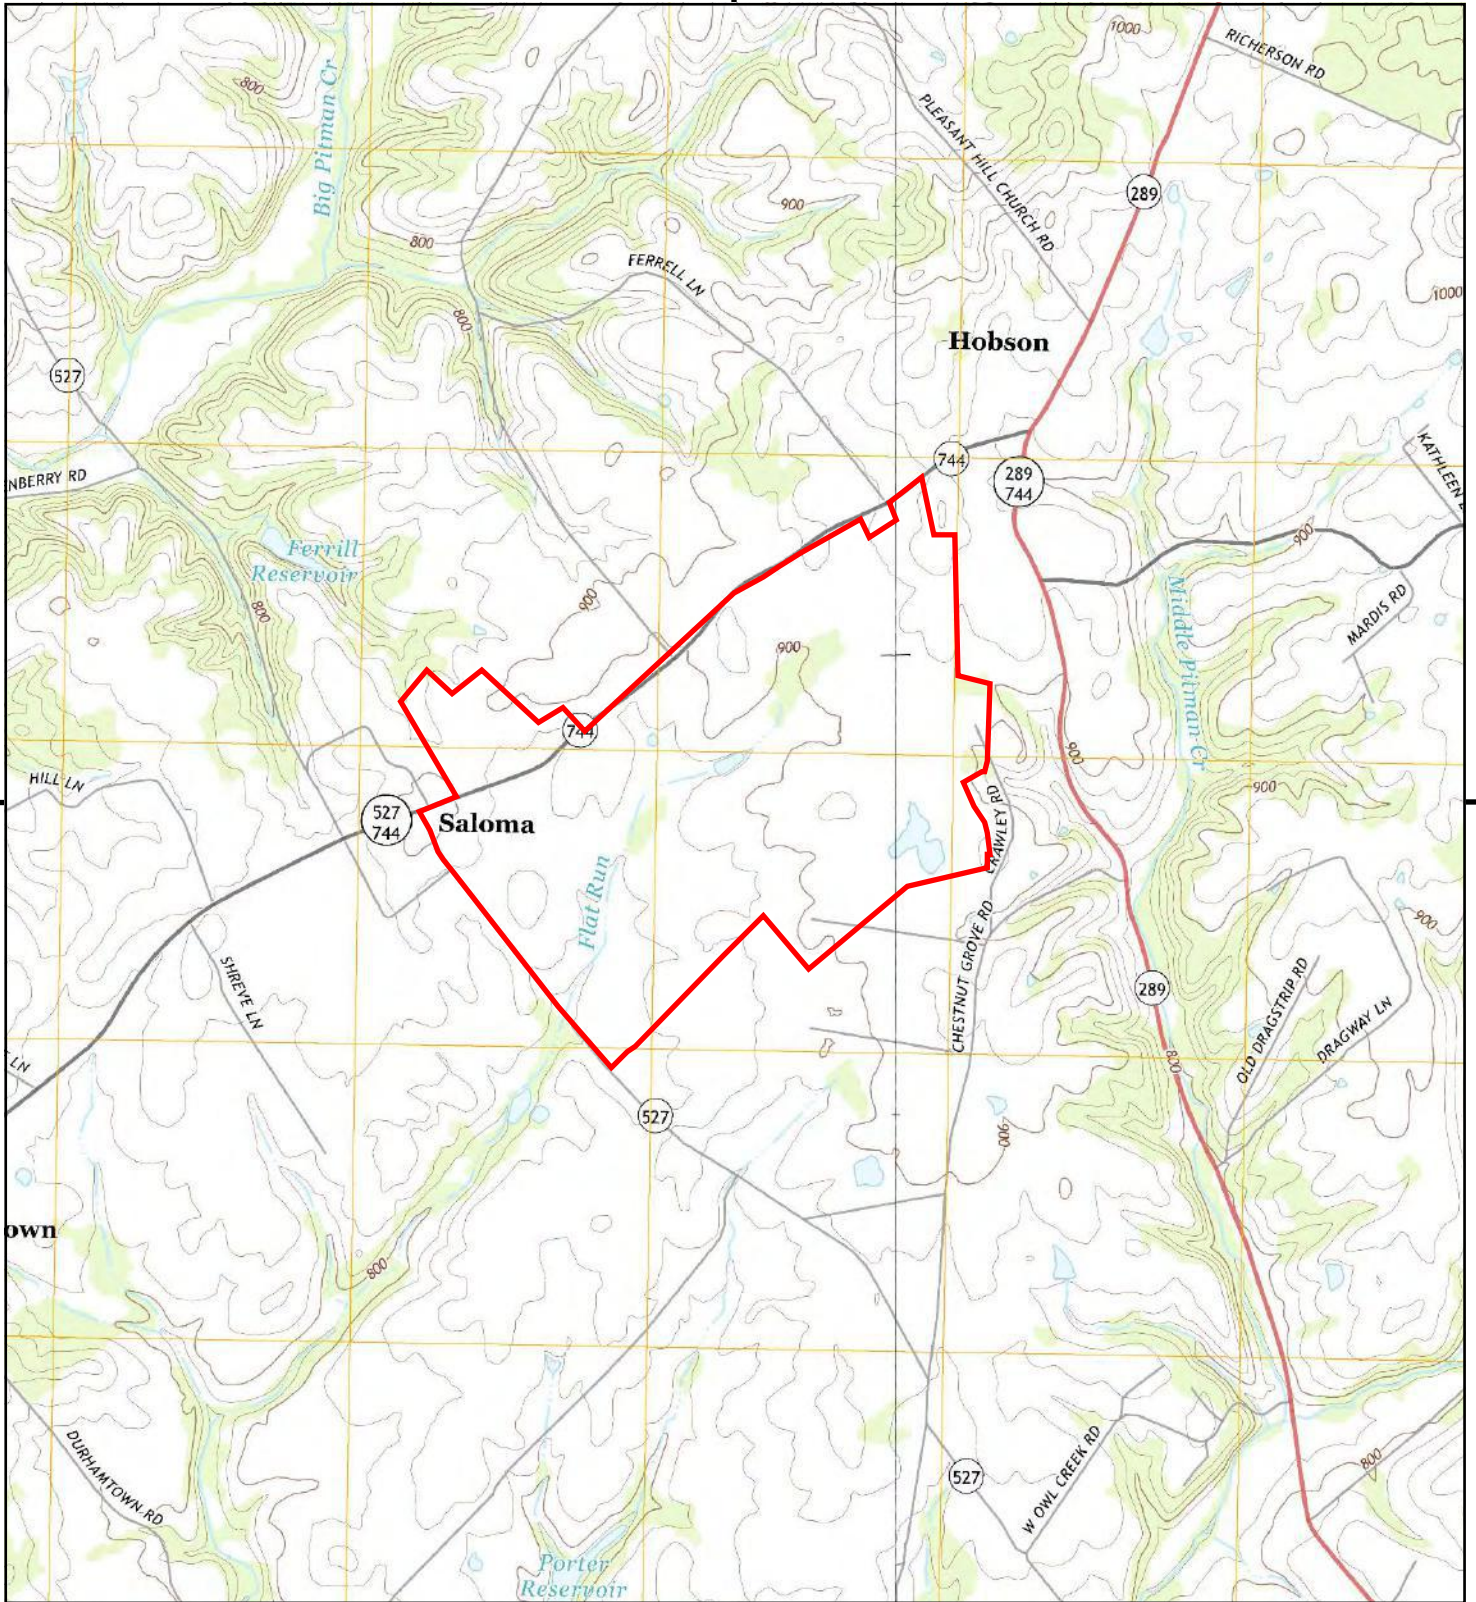 1000
RICHERSON RD
800
Big Pitman Cr
PLEASANT HILL CHURCH RD
289
900
800
FERRELL LN
1000
800
Hobson
527
744
KATHLEEN
289
744
NBERRY RD
900
Ferrill
Reservoir
800
900
Middle Pitman Cr
MARDIS RD
900
744
900
HILL LN
900
527
744
Saloma
CRAWLEY RD
Flat Run
900
CHESTNUT GROVE RD
SHREVE LN
289
OLD DRAGSTRIP RD
DRAGWAY LN
LN
800
527
900
own
800
DURHAMTOWN RD
W OWL CREEK RD
800
527
Porter
Reservoir